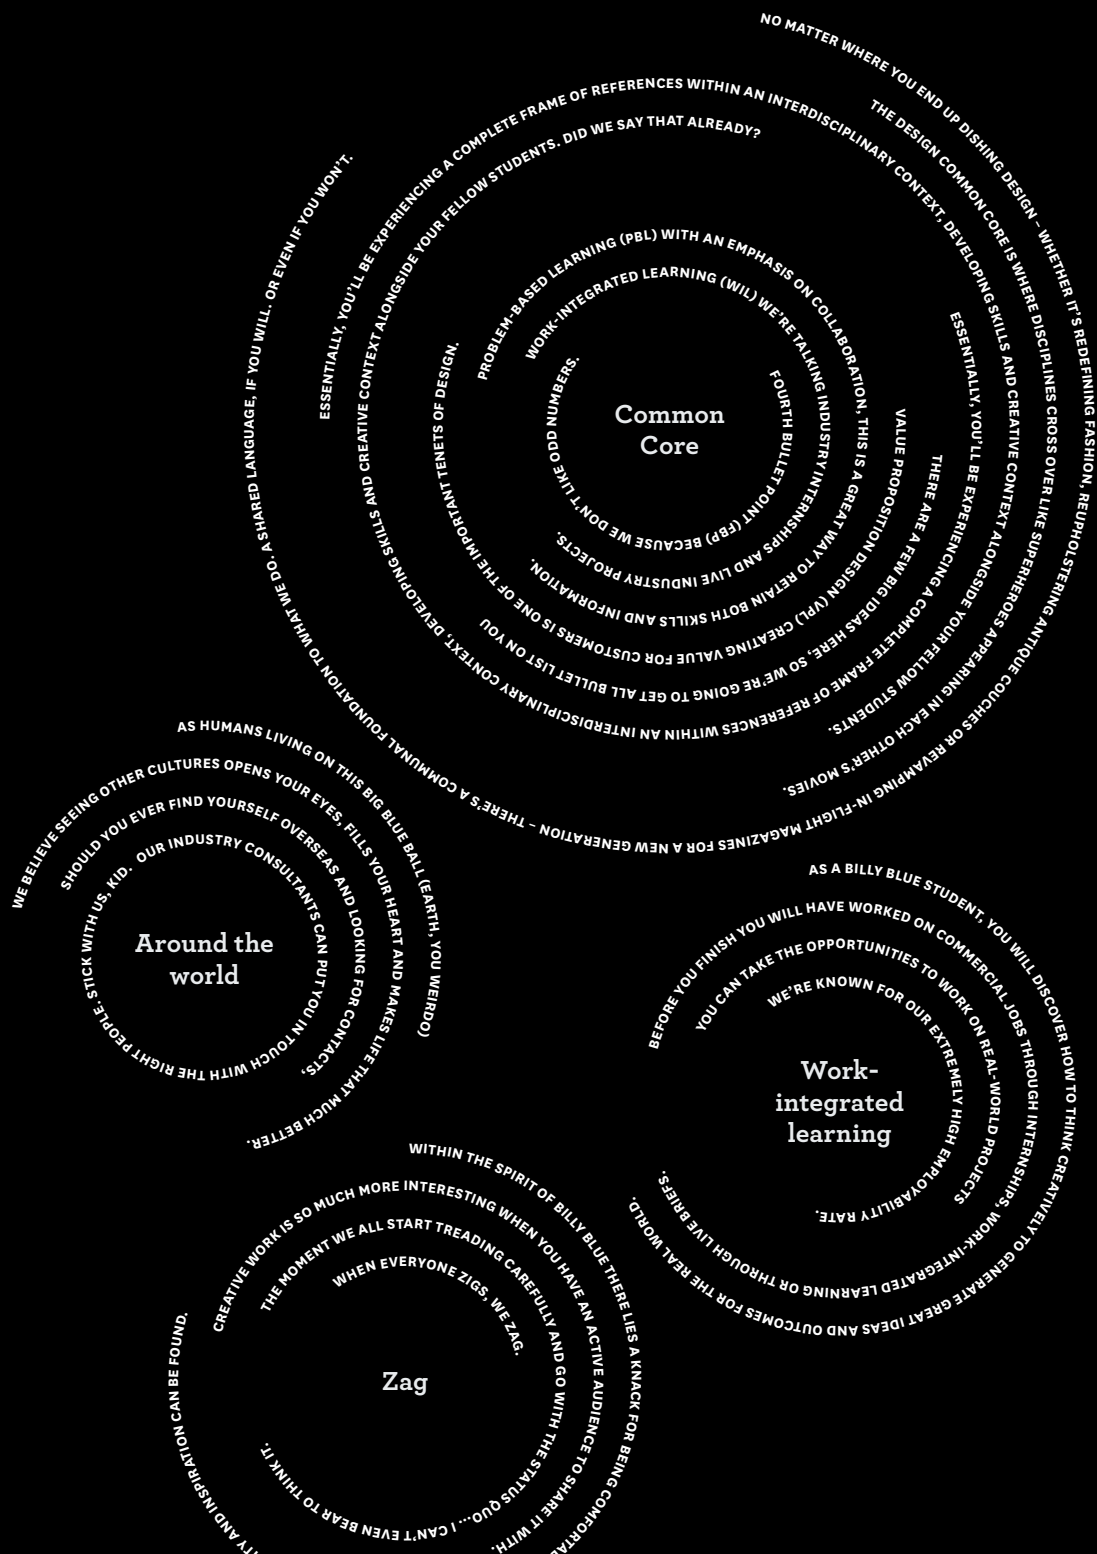 NO MATTER WHERE YOU END UP DISHING DESIGN – WHETHER IT'S REDEFINING FASHION, REUPHOLSTERING ANTIQUE COUCHES OR REVAMPING IN-FLIGHT MAGAZINES FOR A NEW GENERATION – THERE'S A COMMUNAL FOUNDATION TO WHAT WE DO. A SHARED LANGUAGE, IF YOU WILL. OR EVEN IF YOU WON'T.
THE DESIGN COMMON CORE IS WHERE DISCIPLINES CROSS OVER LIKE SUPERHEROES APPEARING IN EACH OTHER'S MOVIES.
ESSENTIALLY, YOU'LL BE EXPERIENCING A COMPLETE FRAME OF REFERENCES WITHIN AN INTERDISCIPLINARY CONTEXT, DEVELOPING SKILLS AND CREATIVE CONTEXT ALONGSIDE YOUR FELLOW STUDENTS.
ESSENTIALLY, YOU'LL BE EXPERIENCING A COMPLETE FRAME OF REFERENCES WITHIN AN INTERDISCIPLINARY CONTEXT, DEVELOPING SKILLS AND CREATIVE CONTEXT ALONGSIDE YOUR FELLOW STUDENTS. DID WE SAY THAT ALREADY?
THERE ARE A FEW BIG IDEAS HERE, SO WE'RE GOING TO GET ALL BULLET LIST ON YOU
VALUE PROPOSITION DESIGN (VPL) CREATING VALUE FOR CUSTOMERS IS ONE OF THE IMPORTANT TENETS OF DESIGN.
PROBLEM-BASED LEARNING (PBL) WITH AN EMPHASIS ON COLLABORATION, THIS IS A GREAT WAY TO RETAIN BOTH SKILLS AND INFORMATION.
WORK-INTEGRATED LEARNING (WIL) WE'RE TALKING INDUSTRY INTERNSHIPS AND LIVE INDUSTRY PROJECTS.
FOURTH BULLET POINT (FBP) BECAUSE WE DON'T LIKE ODD NUMBERS.
Common
Core
AS HUMANS LIVING ON THIS BIG BLUE BALL (EARTH, YOU WEIRDO)
WE BELIEVE SEEING OTHER CULTURES OPENS YOUR EYES, FILLS YOUR HEART AND MAKES LIFE THAT MUCH BETTER.
SHOULD YOU EVER FIND YOURSELF OVERSEAS AND LOOKING FOR CONTACTS,
OUR INDUSTRY CONSULTANTS CAN PUT YOU IN TOUCH WITH THE RIGHT PEOPLE. STICK WITH US, KID.
Around the
world
AS A BILLY BLUE STUDENT, YOU WILL DISCOVER HOW TO THINK CREATIVELY TO GENERATE GREAT IDEAS AND OUTCOMES FOR THE REAL WORLD.
BEFORE YOU FINISH YOU WILL HAVE WORKED ON COMMERCIAL JOBS THROUGH INTERNSHIPS, WORK-INTEGRATED LEARNING OR THROUGH LIVE BRIEFS.
YOU CAN TAKE THE OPPORTUNITIES TO WORK ON REAL-WORLD PROJECTS
WE'RE KNOWN FOR OUR EXTREMELY HIGH EMPLOYABILITY RATE.
Work-
integrated
learning
WITHIN THE SPIRIT OF BILLY BLUE THERE LIES A KNACK FOR BEING
AND INSPIRATION CAN BE FOUND.
CREATIVE WORK IS SO MUCH MORE INTERESTING WHEN YOU HAVE AN ACTIVE AUDIENCE TO SHARE IT WITH.
THE MOMENT WE ALL START TREADING CAREFULLY AND GO WITH THE STATUS QUO... I CAN'T EVEN BEAR TO THINK IT.
WHEN EVERYONE ZIGS, WE ZAG.
Zag